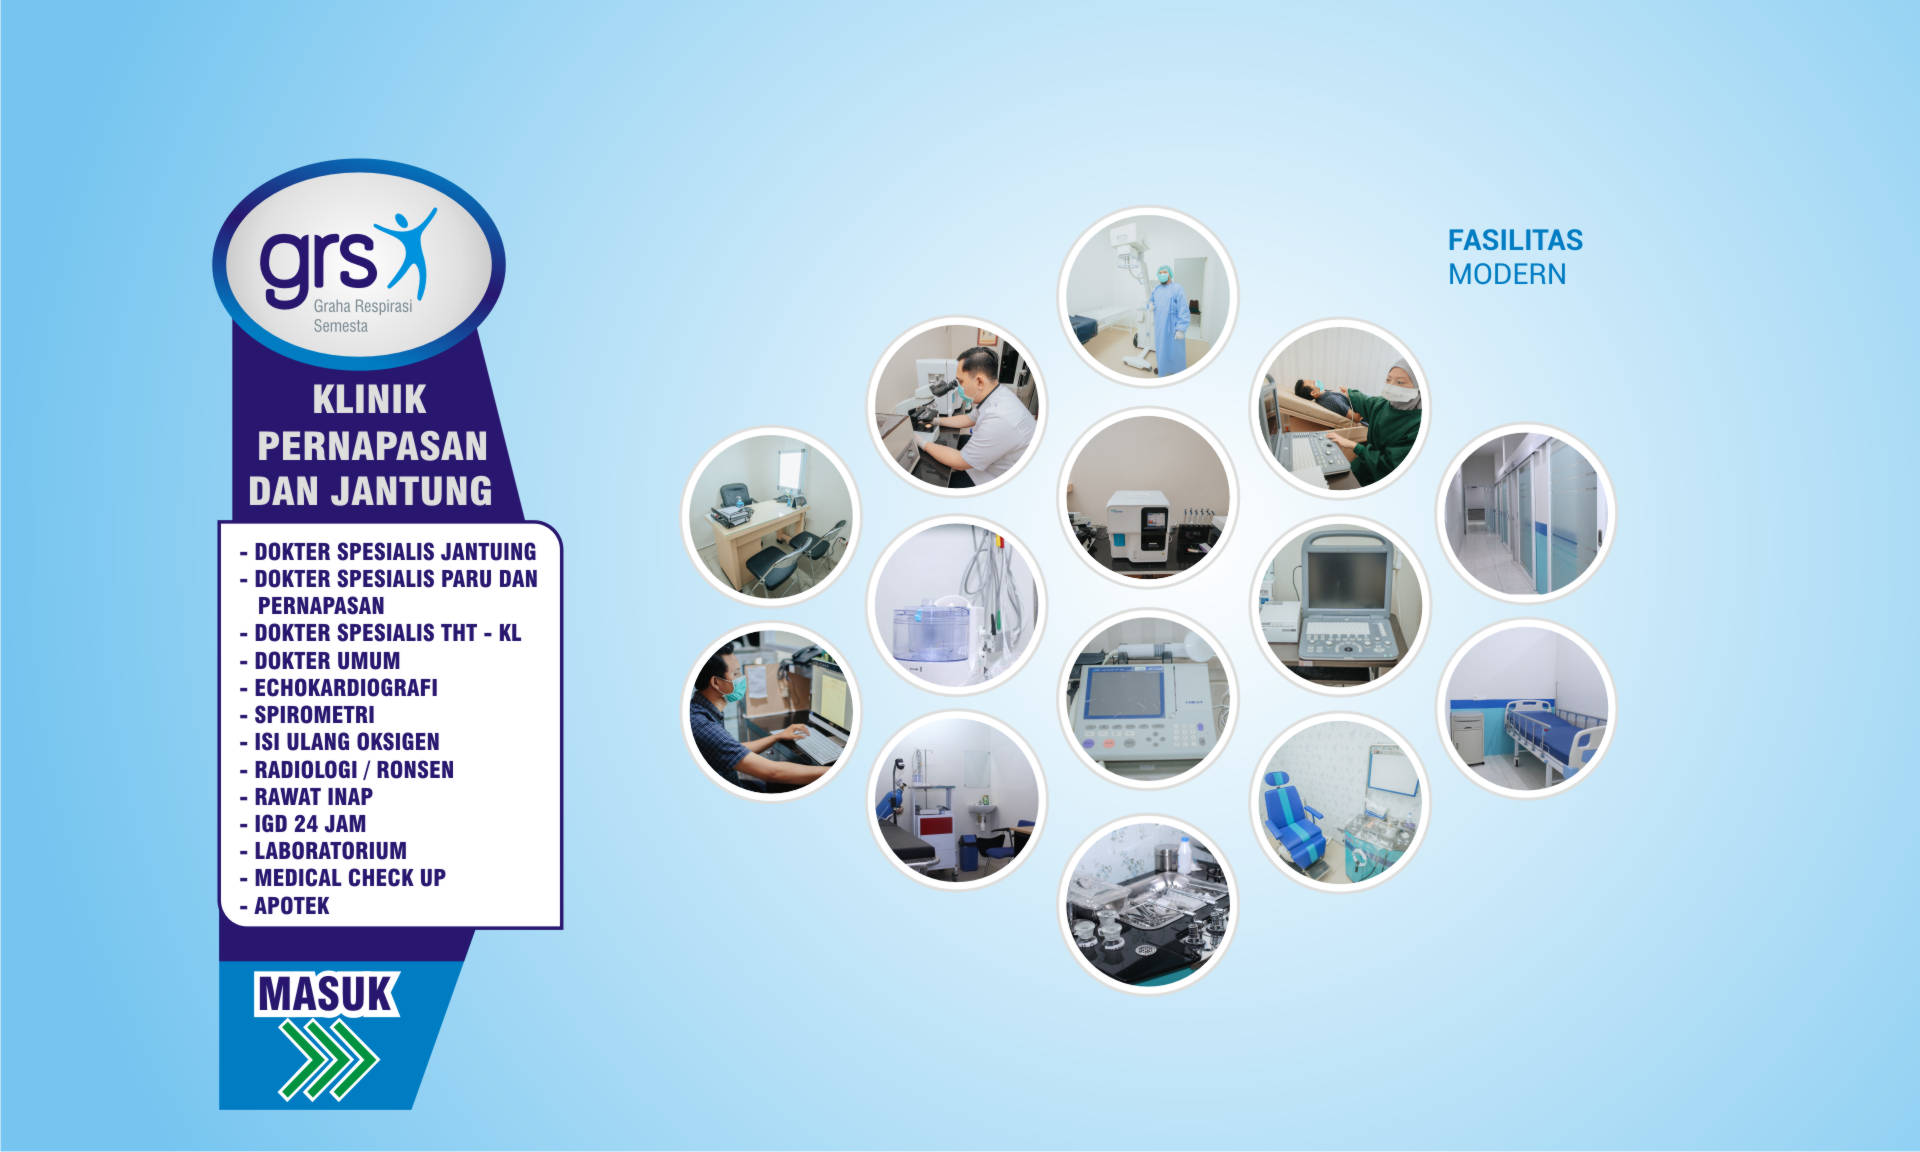 grs
Graha Respirasi
Semesta
KLINIK
PERNAPASAN
DAN JANTUNG
- DOKTER SPESIALIS JANTUING
- DOKTER SPESIALIS PARU DAN
PERNAPASAN
- DOKTER SPESIALIS THT - KL
- DOKTER UMUM
- ECHOKARDIOGRAFI
- SPIROMETRI
- ISI ULANG OKSIGEN
- RADIOLOGI / RONSEN
- RAWAT INAP
- IGD 24 JAM
- LABORATORIUM
- MEDICAL CHECK UP
- APOTEK
MASUK
FASILITAS
MODERN